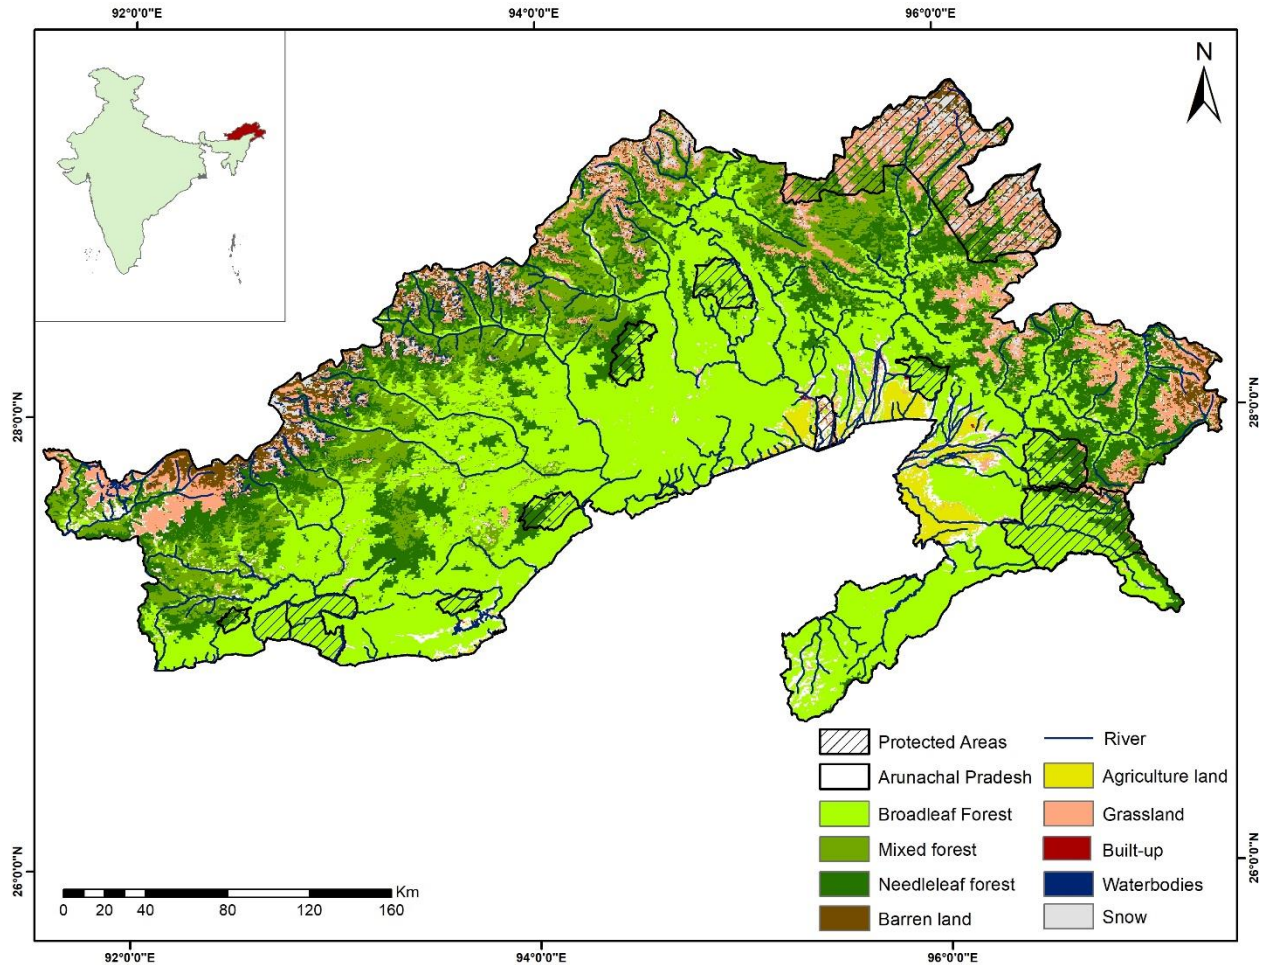 92°0'0"E
94°0'0"E
96°0'0"E
N
28°0'0"N
28°0'0"N
Protected Areas
River
Arunachal Pradesh
Agriculture land
Broadleaf Forest
Grassland
Mixed forest
Built-up
Needleleaf forest
Waterbodies
Barren land
Snow
26°0'0"N
26°0'0"N
Km
0 20 40 80 120 160
92°0'0"E
94°0'0"E
96°0'0"E